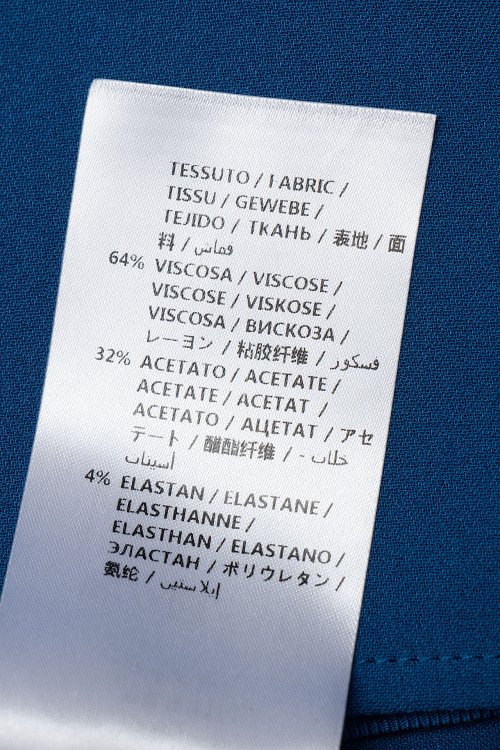 TESSUTO / FABRIC /
TISSU / GEWEBE /
TEJIDO / ТКАНЬ / 表地 / 面
料 / قماش
64% VISCOSA / VISCOSE /
VISCOSE / VISKOSE /
VISCOSA / ВИСКОЗА /
レーヨン / 粘胶纤维 / فسكوز
32% ACETATO / ACETATE /
ACETATE / ACETAT /
ACETATO / АЦЕТАТ / アセ
テート / 醋酯纤维 / - خلات
أسيتات
4% ELASTAN / ELASTANE /
ELASTHANNE /
ELASTHAN / ELASTANO /
ЭЛАСТАН / ポリウレタン /
氨纶 / إيلاستين